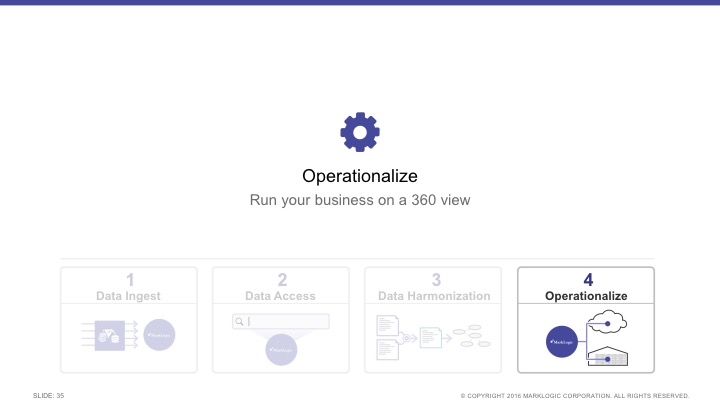 Operationalize
Run your business on a 360 view
1
Data Ingest
MarkLogic
2
Data Access
MarkLogic
3
Data Harmonization
4
Operationalize
MarkLogic
SLIDE: 35
© COPYRIGHT 2016 MARKLOGIC CORPORATION. ALL RIGHTS RESERVED.